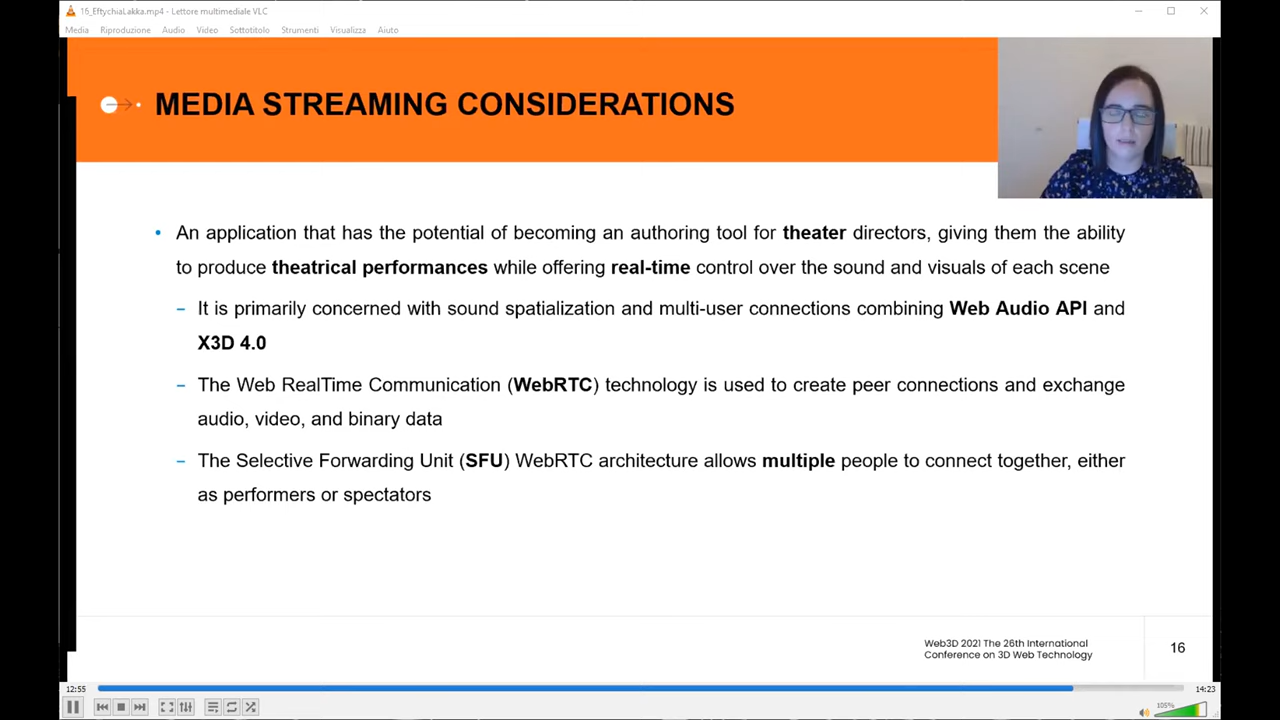 16_EftychiaLakka.mp4 - Lettore multimediale VLC
Media Riproduzione Audio Video Sottotitolo Strumenti Visualizza Aiuto
MEDIA STREAMING CONSIDERATIONS
• An application that has the potential of becoming an authoring tool for theater directors, giving them the ability
to produce theatrical performances while offering real-time control over the sound and visuals of each scene
– It is primarily concerned with sound spatialization and multi-user connections combining Web Audio API and
X3D 4.0
– The Web RealTime Communication (WebRTC) technology is used to create peer connections and exchange
audio, video, and binary data
– The Selective Forwarding Unit (SFU) WebRTC architecture allows multiple people to connect together, either
as performers or spectators
Web3D 2021 The 26th International
Conference on 3D Web Technology
16
12:55
14:23
105%